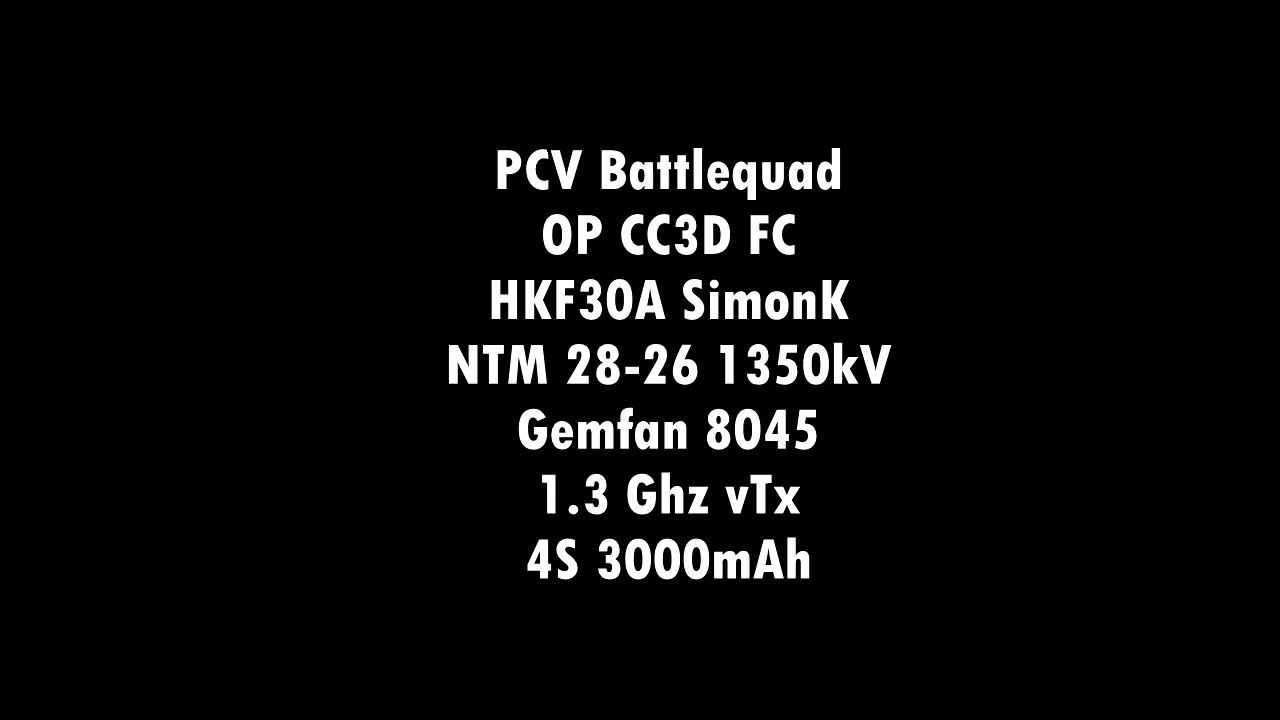 PCV Battlequad
OP CC3D FC
HKF30A SimonK
NTM 28-26 1350kV
Gemfan 8045
1.3 Ghz vTx
4S 3000mAh